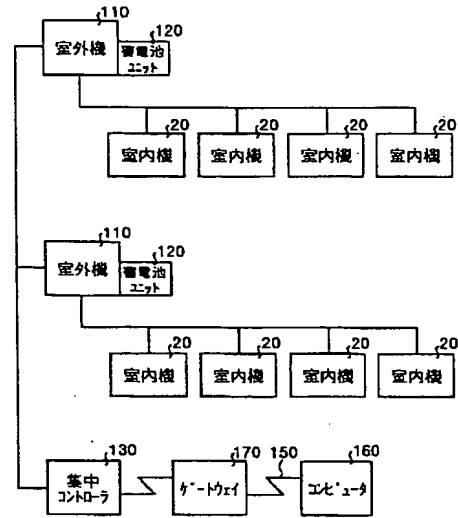 110
120
室外機
蓄電池
ユニット
20 20 20 20
室内機 室内機 室内機 室内機
110
120
室外機
蓄電池
ユニット
20 20 20 20
室内機 室内機 室内機 室内機
130 170 150 160
集中
コントローラ
ゲートウェイ
コンピュータ